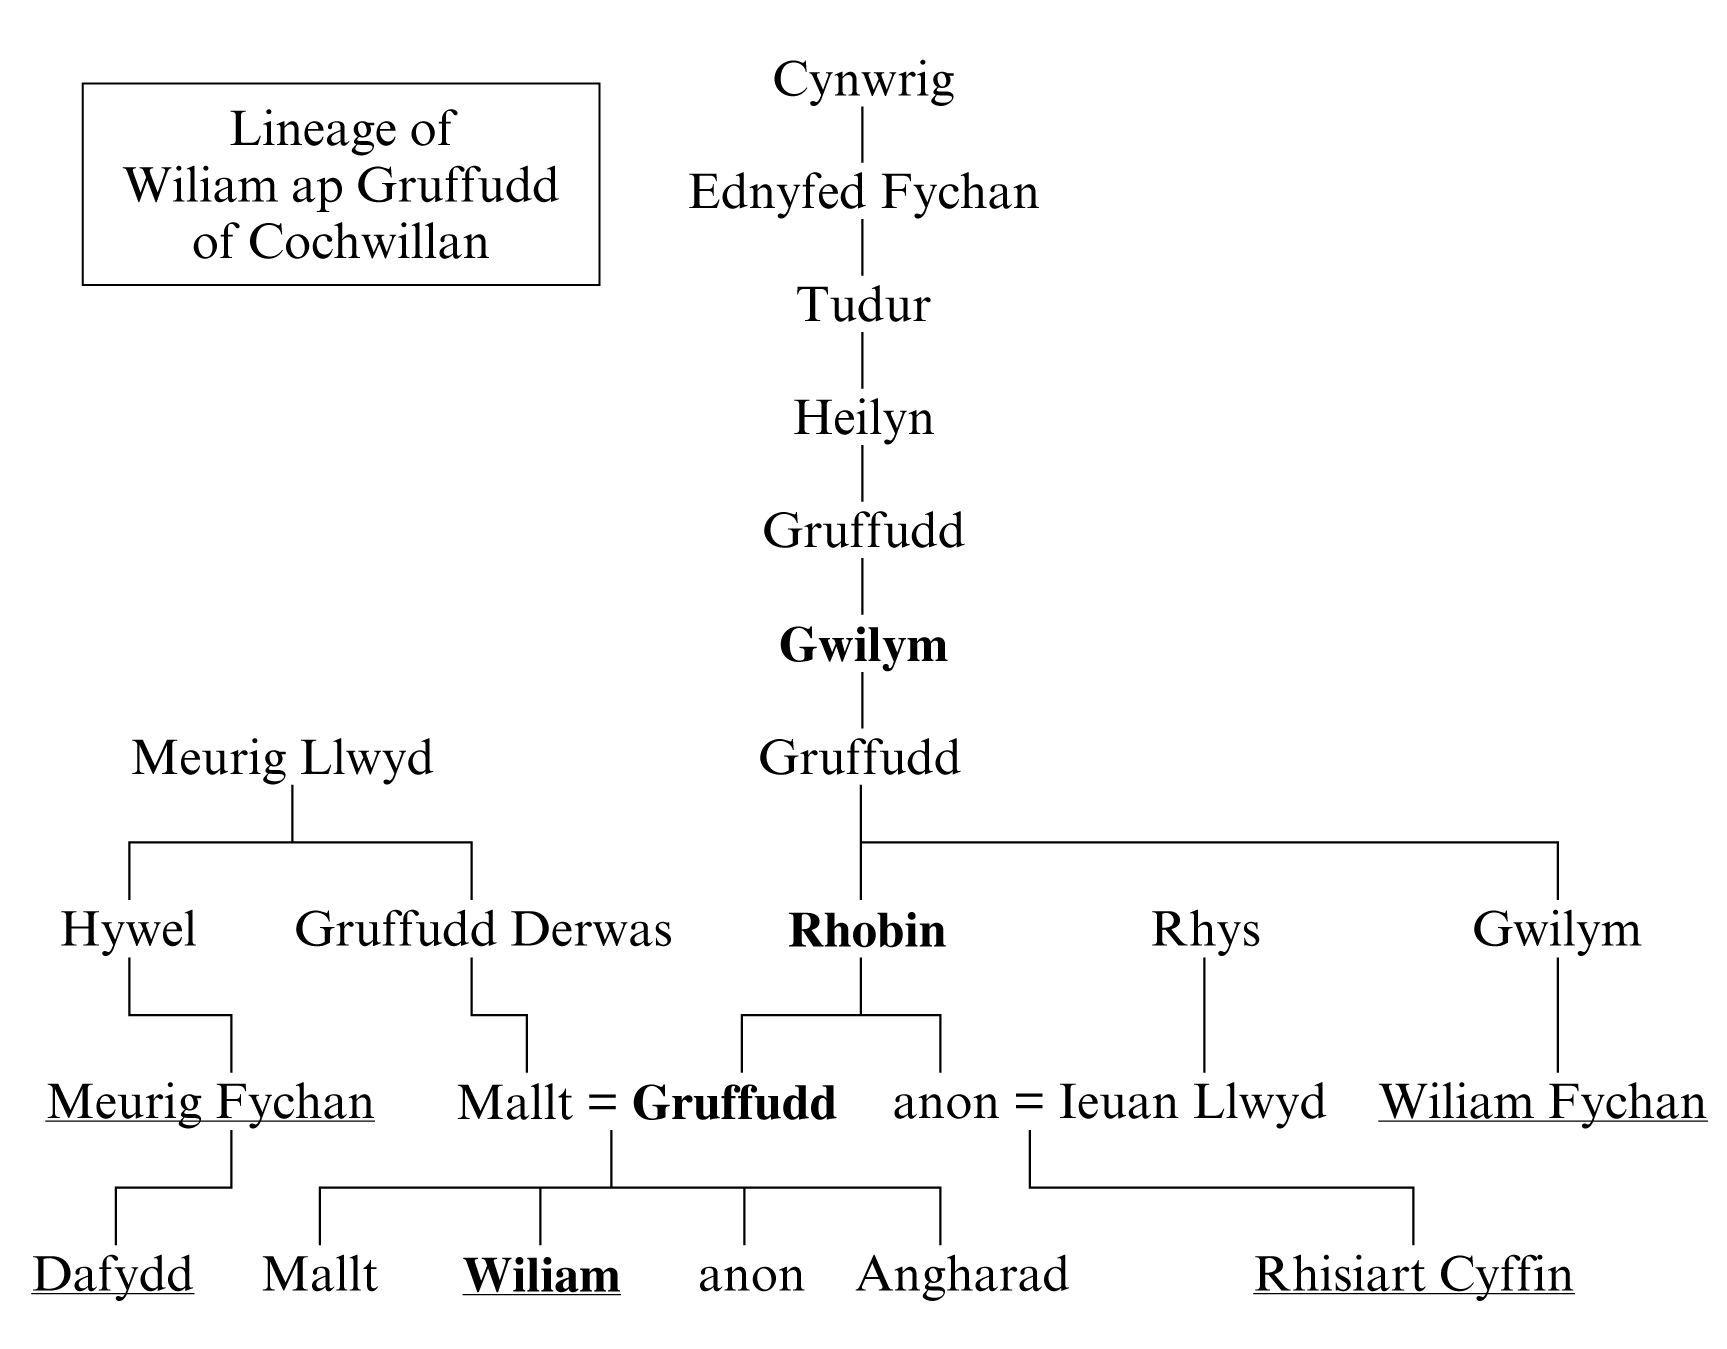 Cynwrig
Lineage of
Wiliam ap Gruffudd
of Cochwillan
Ednyfed Fychan
Tudur
Heilyn
Gruffudd
Gwilym
Meurig Llwyd Gruffudd
Hywel Gruffudd Derwas Rhobin Rhys Gwilym
Meurig Fychan Mallt = Gruffudd anon = Ieuan Llwyd Wiliam Fychan
Dafydd Mallt Wiliam anon Angharad Rhisiart Cyffin